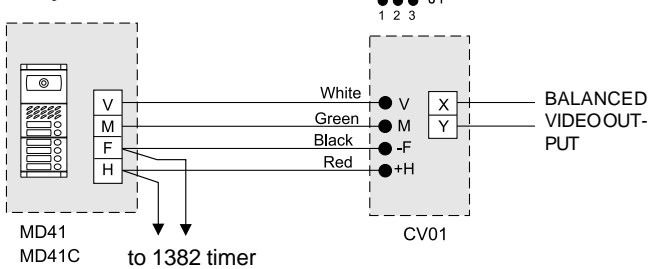 1 2 3
V White V X BALANCED
M Green M Y VIDEO OUT-
F Black -F PUT
H Red +H
MD41 CV01
MD41C to 1382 timer